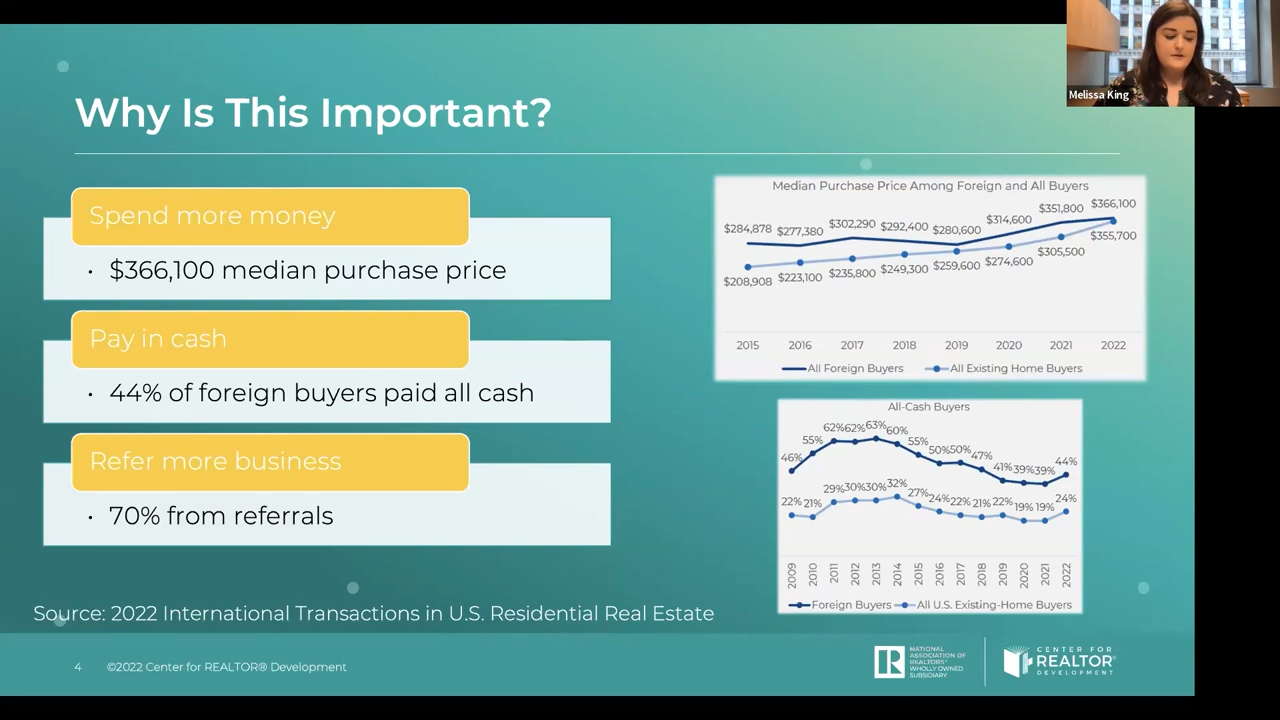 Melissa King
Why Is This Important?
Spend more money
• $366,100 median purchase price
Pay in cash
• 44% of foreign buyers paid all cash
Refer more business
• 70% from referrals
Source: 2022 International Transactions in U.S. Residential Real Estate
Median Purchase Price Among Foreign and All Buyers
$284,878 $277,380 $302,290 $292,400 $280,600 $314,600 $351,800 $366,100
$208,908 $223,100 $235,800 $249,300 $259,600 $274,600 $305,500 $355,700
2015 2016 2017 2018 2019 2020 2021 2022
All Foreign Buyers All Existing Home Buyers
All-Cash Buyers
46% 55% 62% 62% 63% 60% 55% 50% 50% 47% 41% 39% 39% 44%
22% 21% 29% 30% 30% 32% 27% 24% 22% 21% 22% 19% 19% 24%
2009 2010 2011 2012 2013 2014 2015 2016 2017 2018 2019 2020 2021 2022
Foreign Buyers All U.S. Existing-Home Buyers
4 ©2022 Center for REALTOR® Development
NATIONAL
ASSOCIATION OF
REALTORS®
WHOLLY OWNED
SUBSIDIARY
CENTER FOR
REALTOR®
DEVELOPMENT